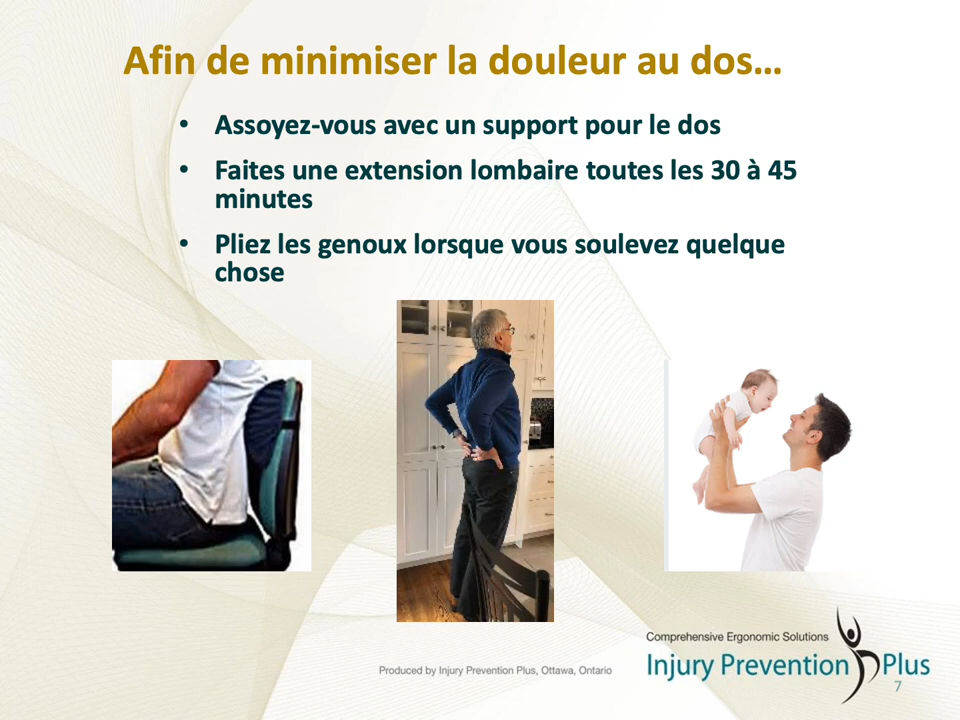 Afin de minimiser la douleur au dos…
• Assoyez-vous avec un support pour le dos
• Faites une extension lombaire toutes les 30 à 45
minutes
• Pliez les genoux lorsque vous soulevez quelque
chose
Comprehensive Ergonomic Solutions
Injury Prevention Plus
Produced by Injury Prevention Plus, Ottawa, Ontario
7